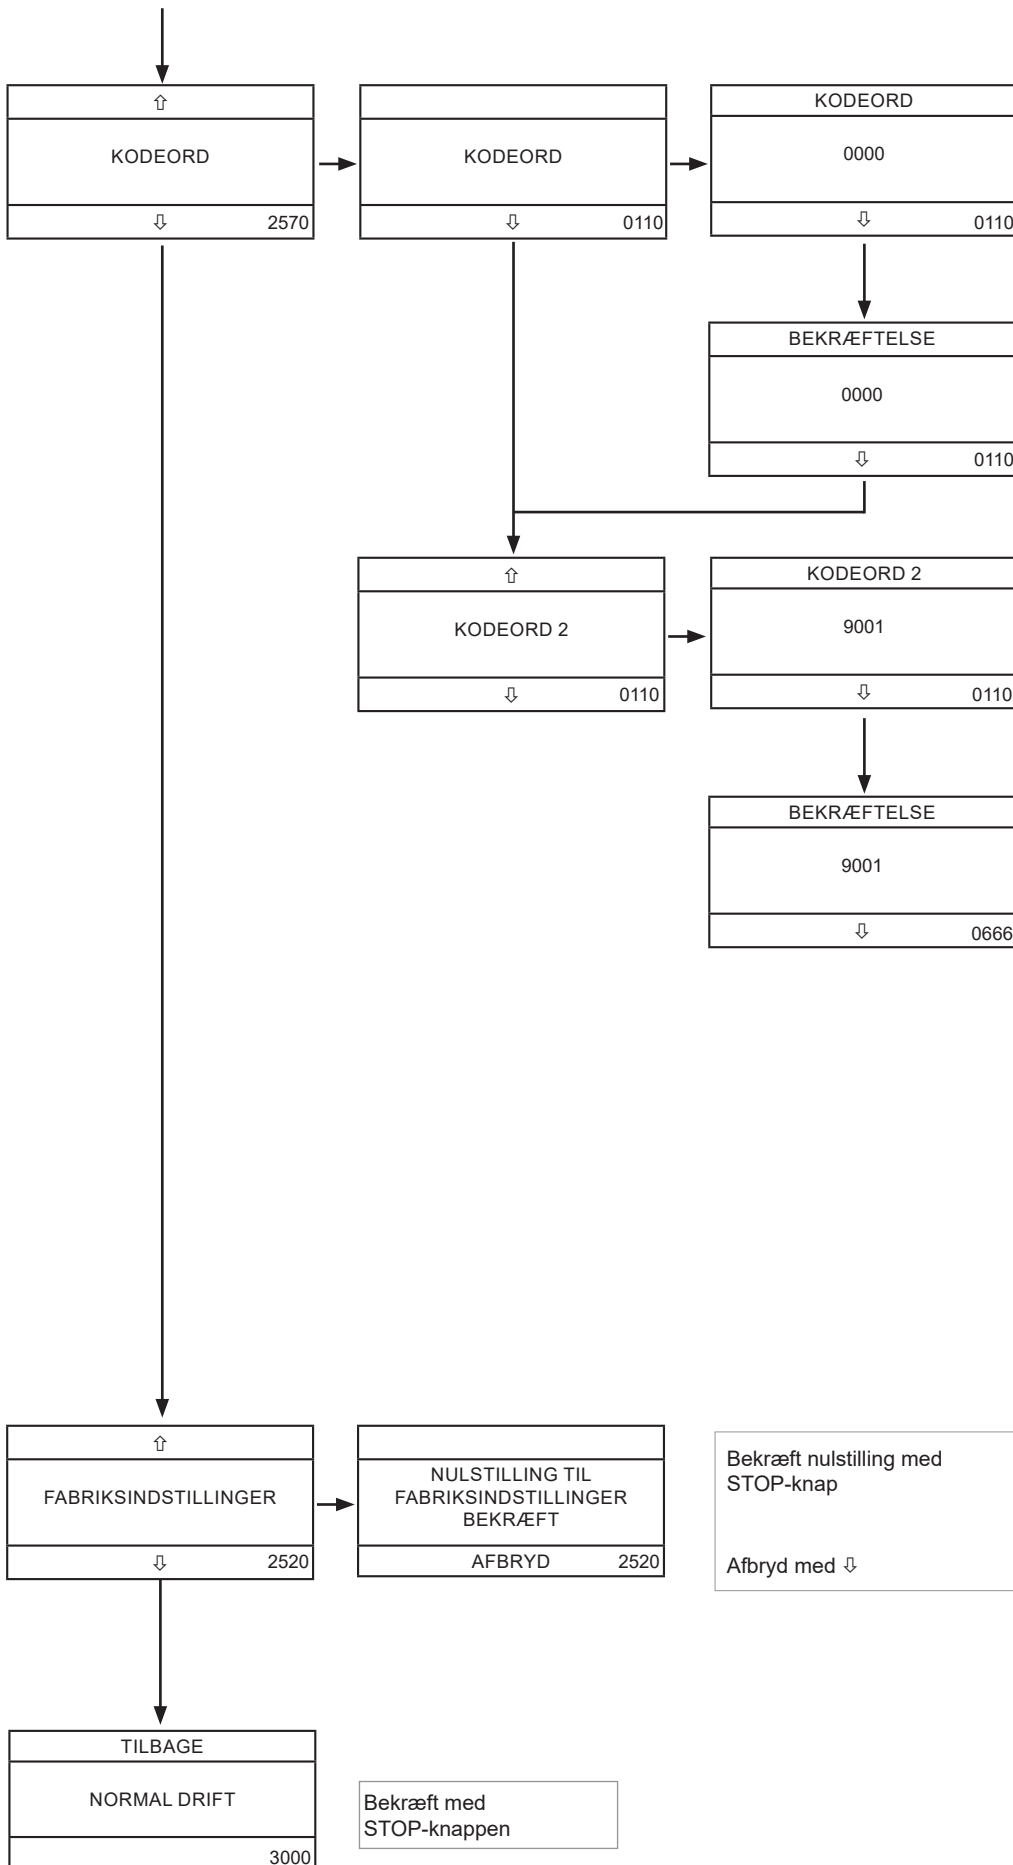 ⇧
KODEORD
⇩ 2570
KODEORD
⇩ 0110
KODEORD
0000
⇩ 0110
BEKRÆFTELSE
0000
⇩ 0110
⇧
KODEORD 2
⇩ 0110
KODEORD 2
9001
⇩ 0110
BEKRÆFTELSE
9001
⇩ 0666
⇧
FABRIKSINDSTILLINGER
⇩ 2520
NULSTILLING TIL
FABRIKSINDSTILLINGER
BEKRÆFT
AFBRYD 2520
Bekræft nulstilling med
STOP-knap
Afbryd med ⇩
TILBAGE
NORMAL DRIFT
3000
Bekræft med
STOP-knappen